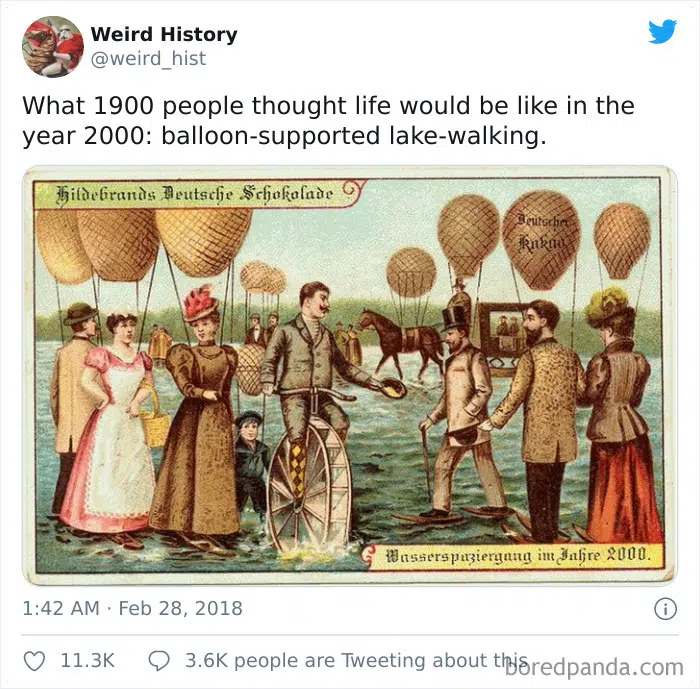 Weird History
@weird_hist
What 1900 people thought life would be like in the
year 2000: balloon-supported lake-walking.
Hildebrands Deutsche Schokolade
Deutscher
Kakao
Wasserspaziergang im Jahre 2000.
1:42 AM · Feb 28, 2018
11.3K 3.6K people are Tweeting about this
boredpanda.com